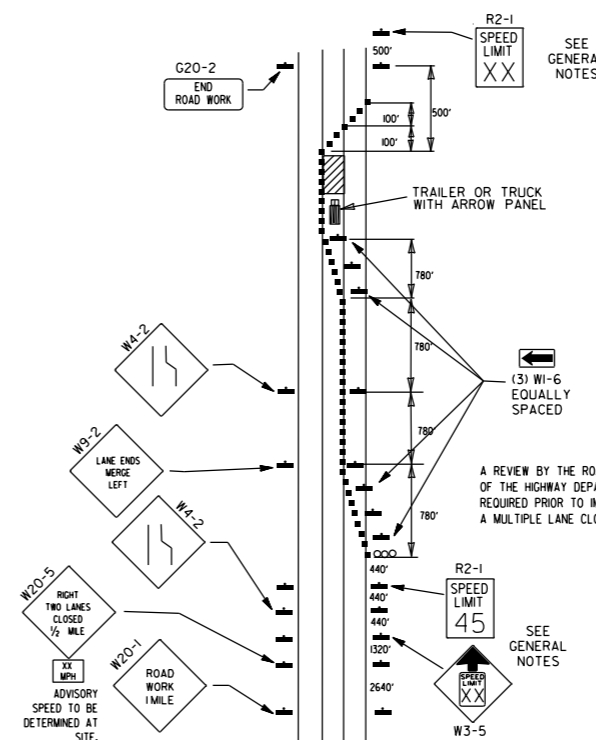 R2-1
SPEED
LIMIT
XX
SEE
GENERAL
NOTES
500'
G20-2
END
ROAD WORK
100'
500'
100'
TRAILER OR TRUCK
WITH ARROW PANEL
780'
780'
W4-2
(3) W1-6
EQUALLY
SPACED
780'
W9-2
LANE ENDS
MERGE
LEFT
A REVIEW BY THE
OF THE HIGHWAY
REQUIRED PRIOR TO
A MULTIPLE LANE
780'
W4-2
440'
R2-1
SPEED
LIMIT
45
440'
440'
W20-5
RIGHT
TWO LANES
CLOSED
1/2 MILE
XX
MPH
ADVISORY
SPEED TO BE
DETERMINED AT
SITE.
1320'
SEE
GENERAL
NOTES
W20-1
ROAD
WORK
1 MILE
2640'
SPEED
LIMIT
XX
W3-5